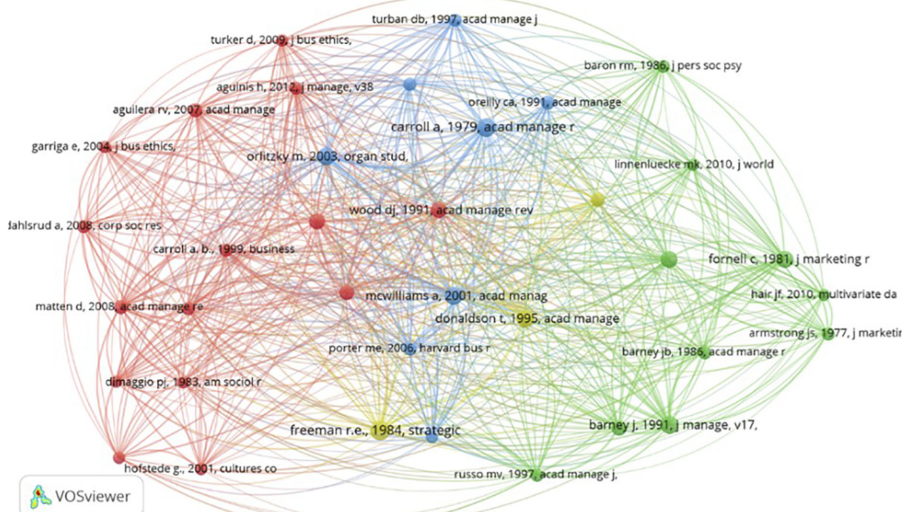 turban db, 1997, acad manage j
turker d, 2009, j bus ethics,
baron rm, 1986, j pers soc psy
aguinis h, 2012, j manage, v38
oreilly ca, 1991, acad manage
aguilera rv, 2007, acad manage
carroll a, 1979, acad manage r
garriga e, 2004, j bus ethics,
orlitzky m, 2003, organ stud,
linnenluecke mk, 2010, j world
wood dj, 1991, acad manage rev
dahlsrud a, 2008, corp soc res
carroll a. b., 1999, business
fornell c, 1981, j marketing r
mcwilliams a, 2001, acad manag
hair jf, 2010, multivariate da
matten d, 2008, acad manage re
donaldson t, 1995, acad manage
armstrong js, 1977, j marketin
porter me, 2006, harvard bus r
barney jb, 1986, acad manage r
dimaggio pj, 1983, am sociol r
freeman r.e., 1984, strategic
barney j, 1991, j manage, v17,
hofstede g., 2001, cultures co
russo mv, 1997, acad manage j,
VOSviewer